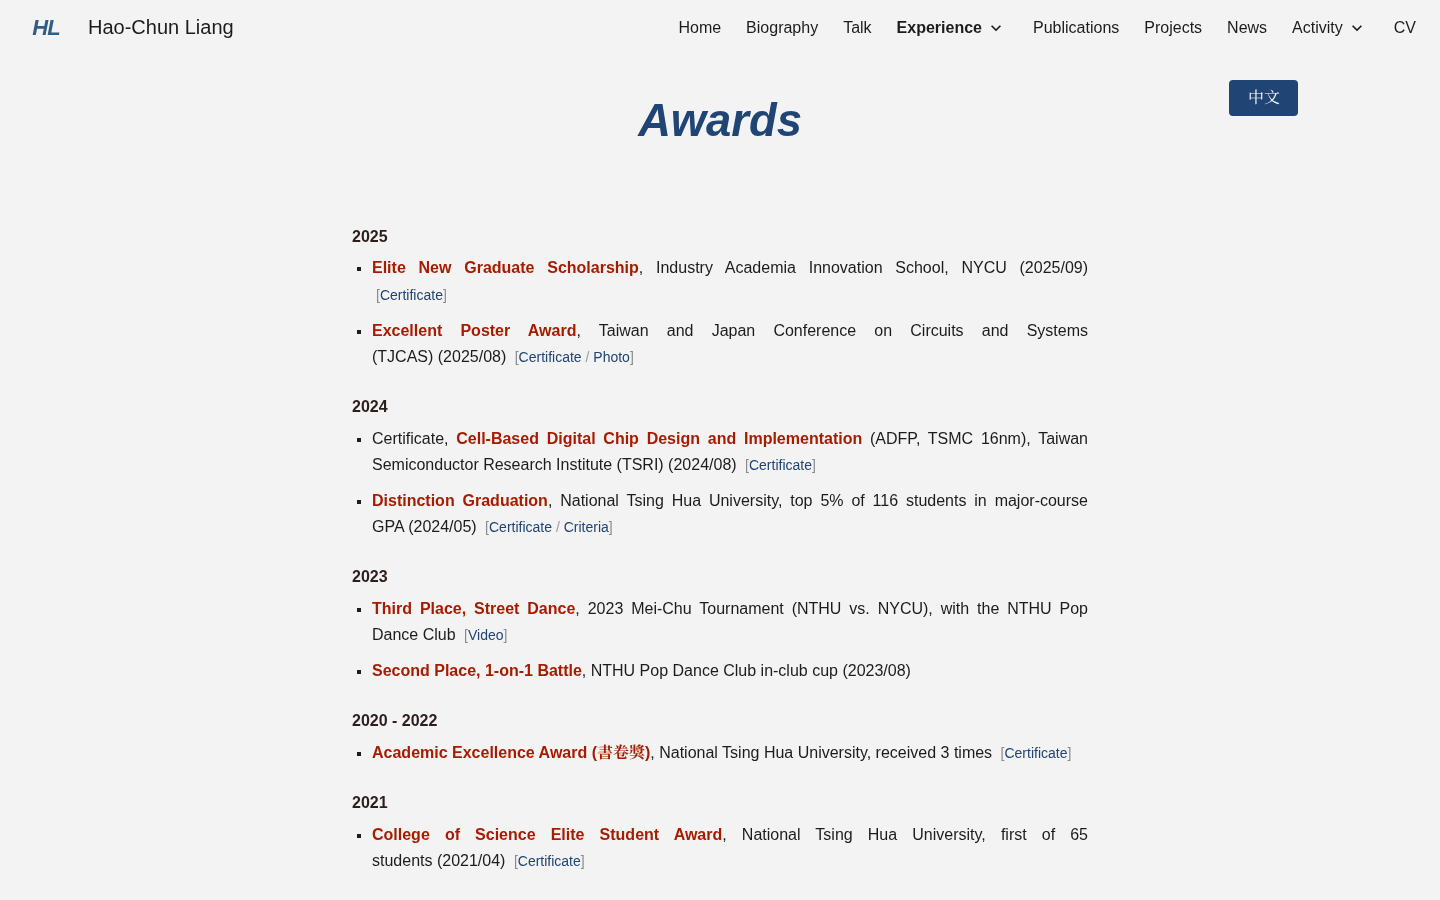 HL Hao-Chun Liang Home Biography Talk Experience Publications Projects News Activity CV
中文
Awards
2025
Elite New Graduate Scholarship, Industry Academia Innovation School, NYCU (2025/09)
[Certificate]
Excellent Poster Award, Taiwan and Japan Conference on Circuits and Systems
(TJCAS) (2025/08) [Certificate / Photo]
2024
Certificate, Cell-Based Digital Chip Design and Implementation (ADFP, TSMC 16nm), Taiwan
Semiconductor Research Institute (TSRI) (2024/08) [Certificate]
Distinction Graduation, National Tsing Hua University, top 5% of 116 students in major-course
GPA (2024/05) [Certificate / Criteria]
2023
Third Place, Street Dance, 2023 Mei-Chu Tournament (NTHU vs. NYCU), with the NTHU Pop
Dance Club [Video]
Second Place, 1-on-1 Battle, NTHU Pop Dance Club in-club cup (2023/08)
2020 - 2022
Academic Excellence Award (書卷獎), National Tsing Hua University, received 3 times [Certificate]
2021
College of Science Elite Student Award, National Tsing Hua University, first of 65
students (2021/04) [Certificate]